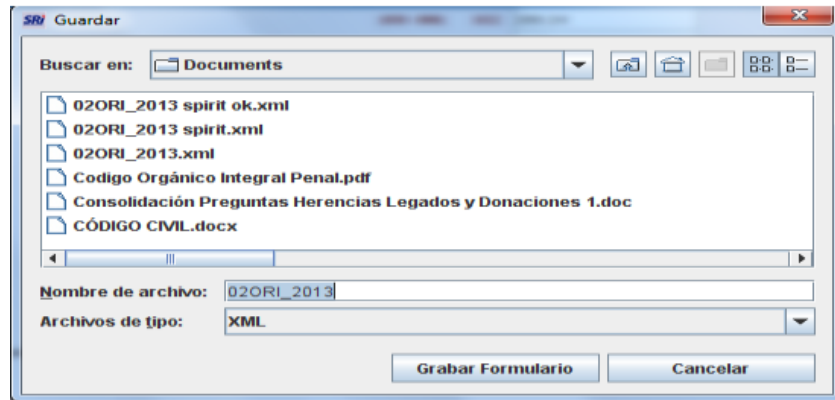 SRi Guardar
Buscar en: Documents
02ORI_2013 spirit ok.xml
02ORI_2013 spirit.xml
02ORI_2013.xml
Codigo Orgánico Integral Penal.pdf
Consolidación Preguntas Herencias Legados y Donaciones 1.doc
CÓDIGO CIVIL.docx
Nombre de archivo: 02ORI_2013
Archivos de tipo: XML
Grabar Formulario Cancelar